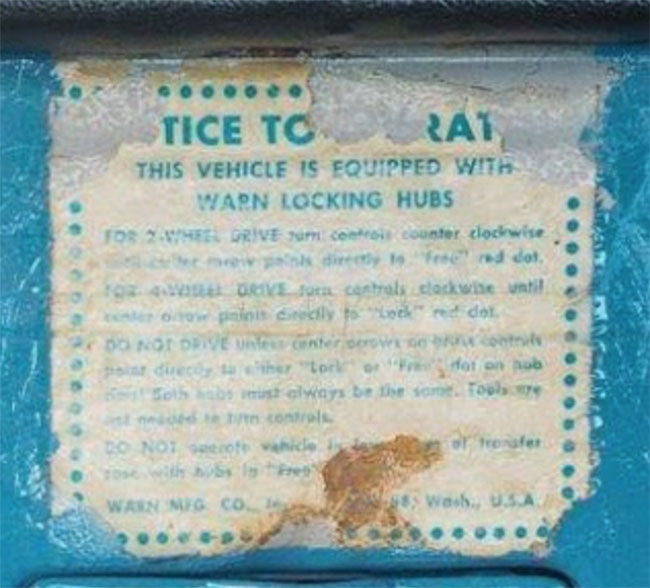 TICE TO RAT
THIS VEHICLE IS EQUIPPED WITH
WARN LOCKING HUBS
FOR 2-WHEEL DRIVE turn controls counter clockwise
until center arrow points directly to "Free" red dot.
FOR 4-WHEEL DRIVE turn controls clockwise until
center arrow points directly to "Lock" red dot.
DO NOT DRIVE unless center arrows on both controls
point directly to either "Lock" or "Free" dot on hub
Both hubs must always be the same. Tools are
not needed to turn controls.
DO NOT operate vehicle in of transfer
case with hubs in "Free"
WARN MFG. CO., 88, Wash., U.S.A.